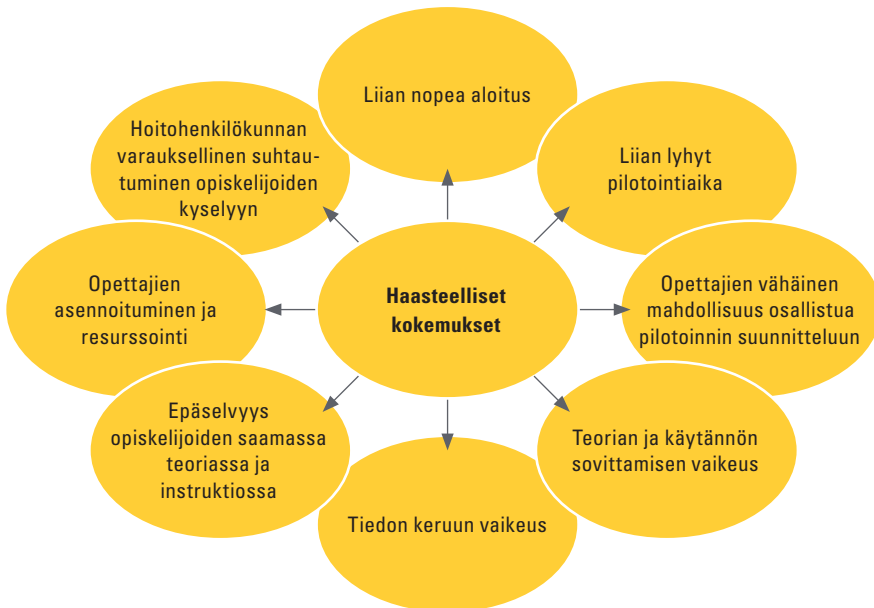 Liian nopea aloitus
Hoitohenkilökunnan
varauksellinen suhtau-
tuminen opiskelijoiden
kyselyyn
Liian lyhyt
pilotointiaika
Opettajien
asennoituminen ja
resurssointi
Haasteelliset
kokemukset
Opettajien vähäinen
mahdollisuus osallistua
pilotoinnin suunnitteluun
Epäselvyys
opiskelijoiden saamassa
teoriassa ja
instruktiossa
Teorian ja käytännön
sovittamisen vaikeus
Tiedon keruun vaikeus